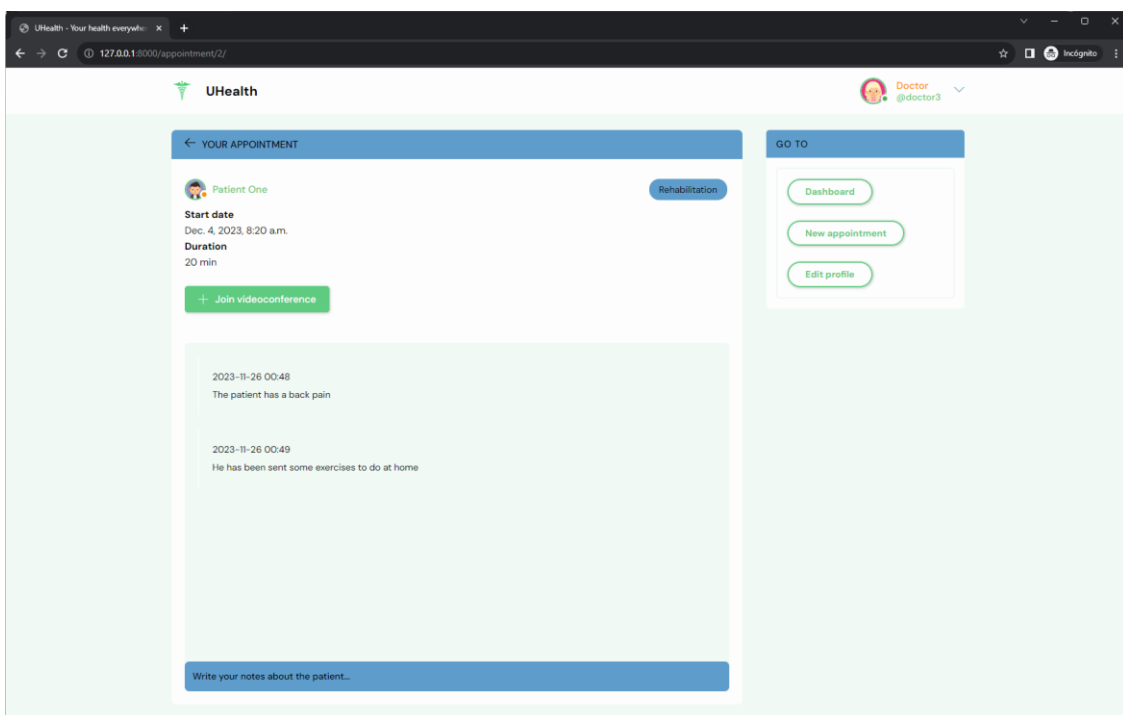 UHealth - Your health everywhe
127.0.0.1:8000/appointment/2/
Incógnito
UHealth
Doctor
@doctor3
YOUR APPOINTMENT
Patient One
Rehabilitation
Start date
Dec. 4, 2023, 8:20 a.m.
Duration
20 min
+ Join videoconference
2023-11-26 00:48
The patient has a back pain
2023-11-26 00:49
He has been sent some exercises to do at home
Write your notes about the patient...
GO TO
Dashboard
New appointment
Edit profile